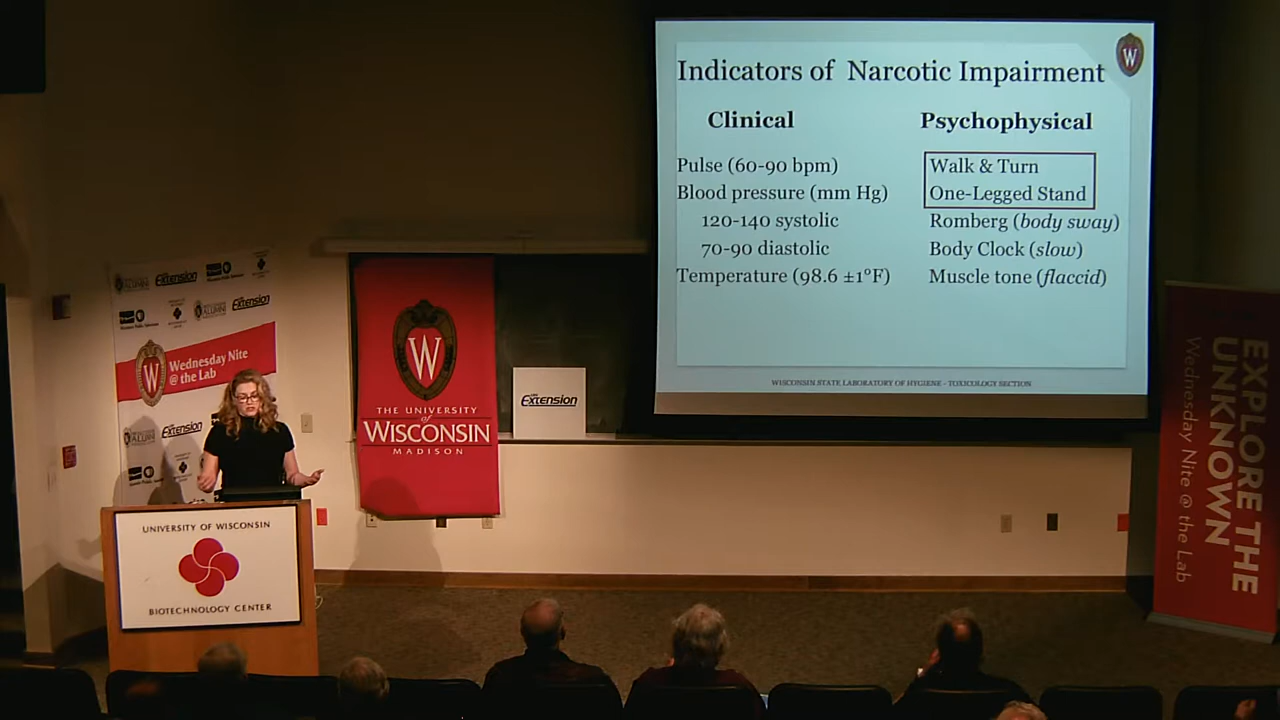 Indicators of Narcotic Impairment
Clinical
Pulse (60-90 bpm)
Blood pressure (mm Hg)
120-140 systolic
70-90 diastolic
Temperature (98.6 ±1°F)
Psychophysical
Walk & Turn
One-Legged Stand
Romberg (body sway)
Body Clock (slow)
Muscle tone (flaccid)
WISCONSIN STATE LABORATORY OF HYGIENE - TOXICOLOGY SECTION
W
Extension
Extension
Wednesday Nite
@ the Lab
W
Extension
W
THE UNIVERSITY
of
WISCONSIN
MADISON
Extension
UNIVERSITY OF WISCONSIN
BIOTECHNOLOGY CENTER
EXPLORE THE
UNKNOWN
Wednesday Nite @ the Lab